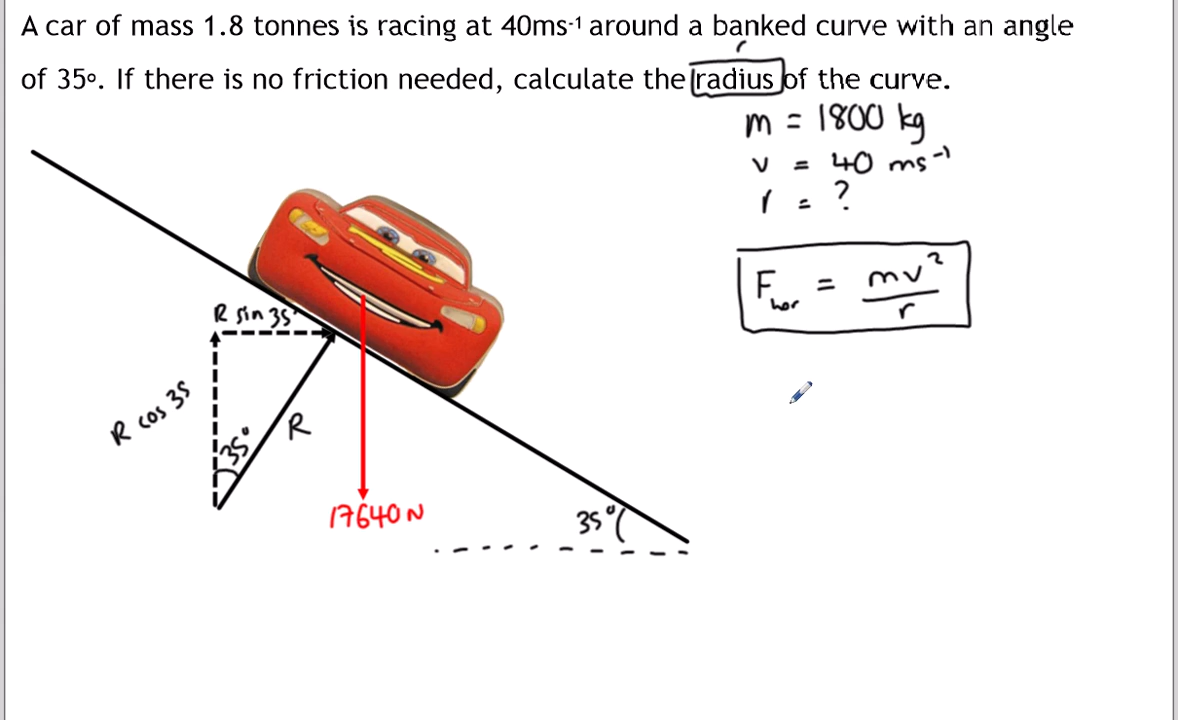 A car of mass 1.8 tonnes is racing at 40ms-1 around a banked curve with an angle
of 35o. If there is no friction needed, calculate the radius of the curve.
r
m = 1800 kg
v = 40 ms⁻¹
r = ?
F hor = mv² / r
R sin 35°
R cos 35
35°
R
17640 N
35°